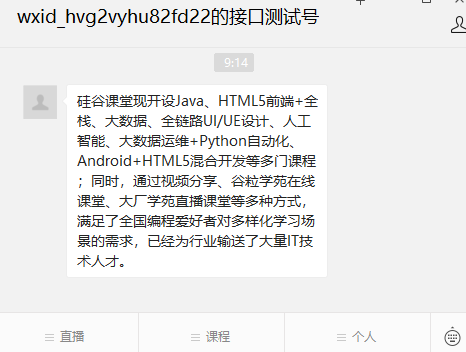 wxid_hvg2vyhu82fd22的接口测试号
9:14
硅谷课堂现开设Java、HTML5前端+全
栈、大数据、全链路UI/UE设计、人工
智能、大数据运维+Python自动化、
Android+HTML5混合开发等多门课程
；同时，通过视频分享、谷粒学苑在线
课堂、大厂学苑直播课堂等多种方式，
满足了全国编程爱好者对多样化学习场
景的需求，已经为行业输送了大量IT技
术人才。
直播
课程
个人